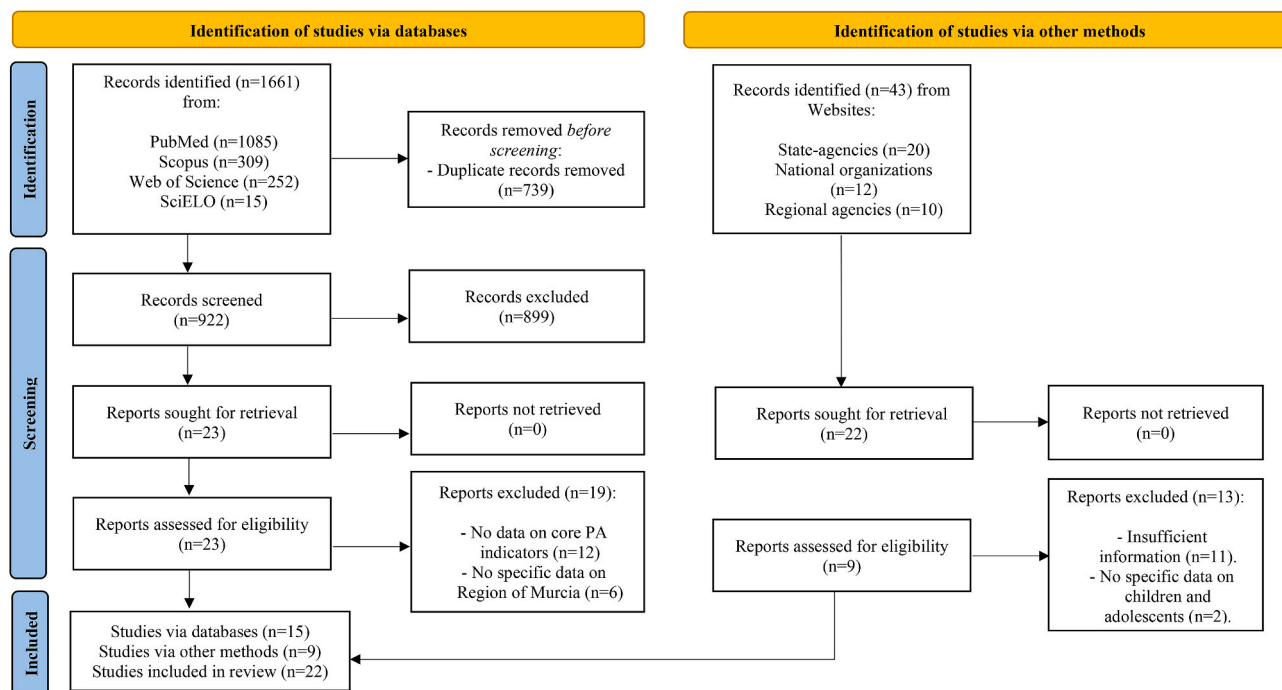 Identification of studies via databases
Identification of studies via other methods
Identification
Records identified (n=1661)
from:
PubMed (n=1085)
Scopus (n=309)
Web of Science (n=252)
SciELO (n=15)
Records removed before
screening:
- Duplicate records removed
(n=739)
Records identified (n=43) from
Websites:
State-agencies (n=20)
National organizations
(n=12)
Regional agencies (n=10)
Screening
Records screened
(n=922)
Records excluded
(n=899)
Reports sought for retrieval
(n=23)
Reports not retrieved
(n=0)
Reports sought for retrieval
(n=22)
Reports not retrieved
(n=0)
Reports assessed for eligibility
(n=23)
Reports excluded (n=19):
- No data on core PA
indicators (n=12)
- No specific data on
Region of Murcia (n=6)
Reports assessed for eligibility
(n=9)
Reports excluded (n=13):
- Insufficient
information (n=11).
- No specific data on
children and
adolescents (n=2).
Included
Studies via databases (n=15)
Studies via other methods (n=9)
Studies included in review (n=22)